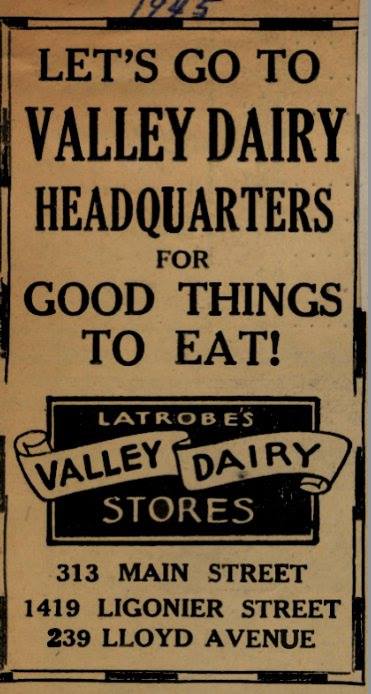 1945
LET'S GO TO
VALLEY DAIRY
HEADQUARTERS
FOR
GOOD THINGS
TO EAT!
LATROBE'S
VALLEY DAIRY
STORES
313 MAIN STREET
1419 LIGONIER STREET
239 LLOYD AVENUE